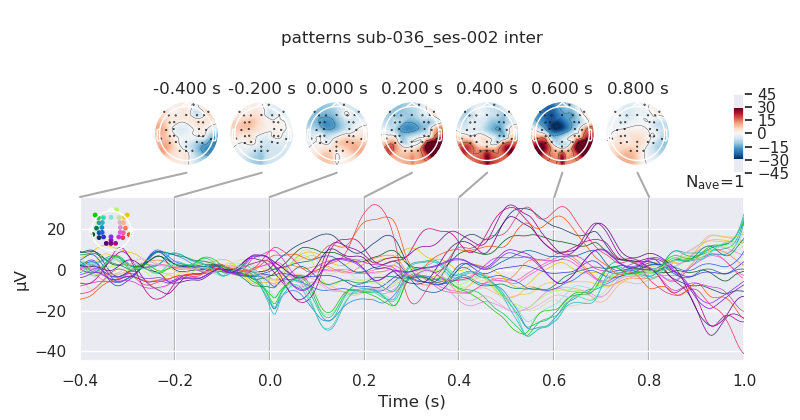 patterns sub-036_ses-002 inter
-0.400 s -0.200 s 0.000 s 0.200 s 0.400 s 0.600 s 0.800 s
45
30
15
0
−15
−30
−45
Nave=1
20
0
−20
−40
µV
−0.4 −0.2 0.0 0.2 0.4 0.6 0.8 1.0
Time (s)